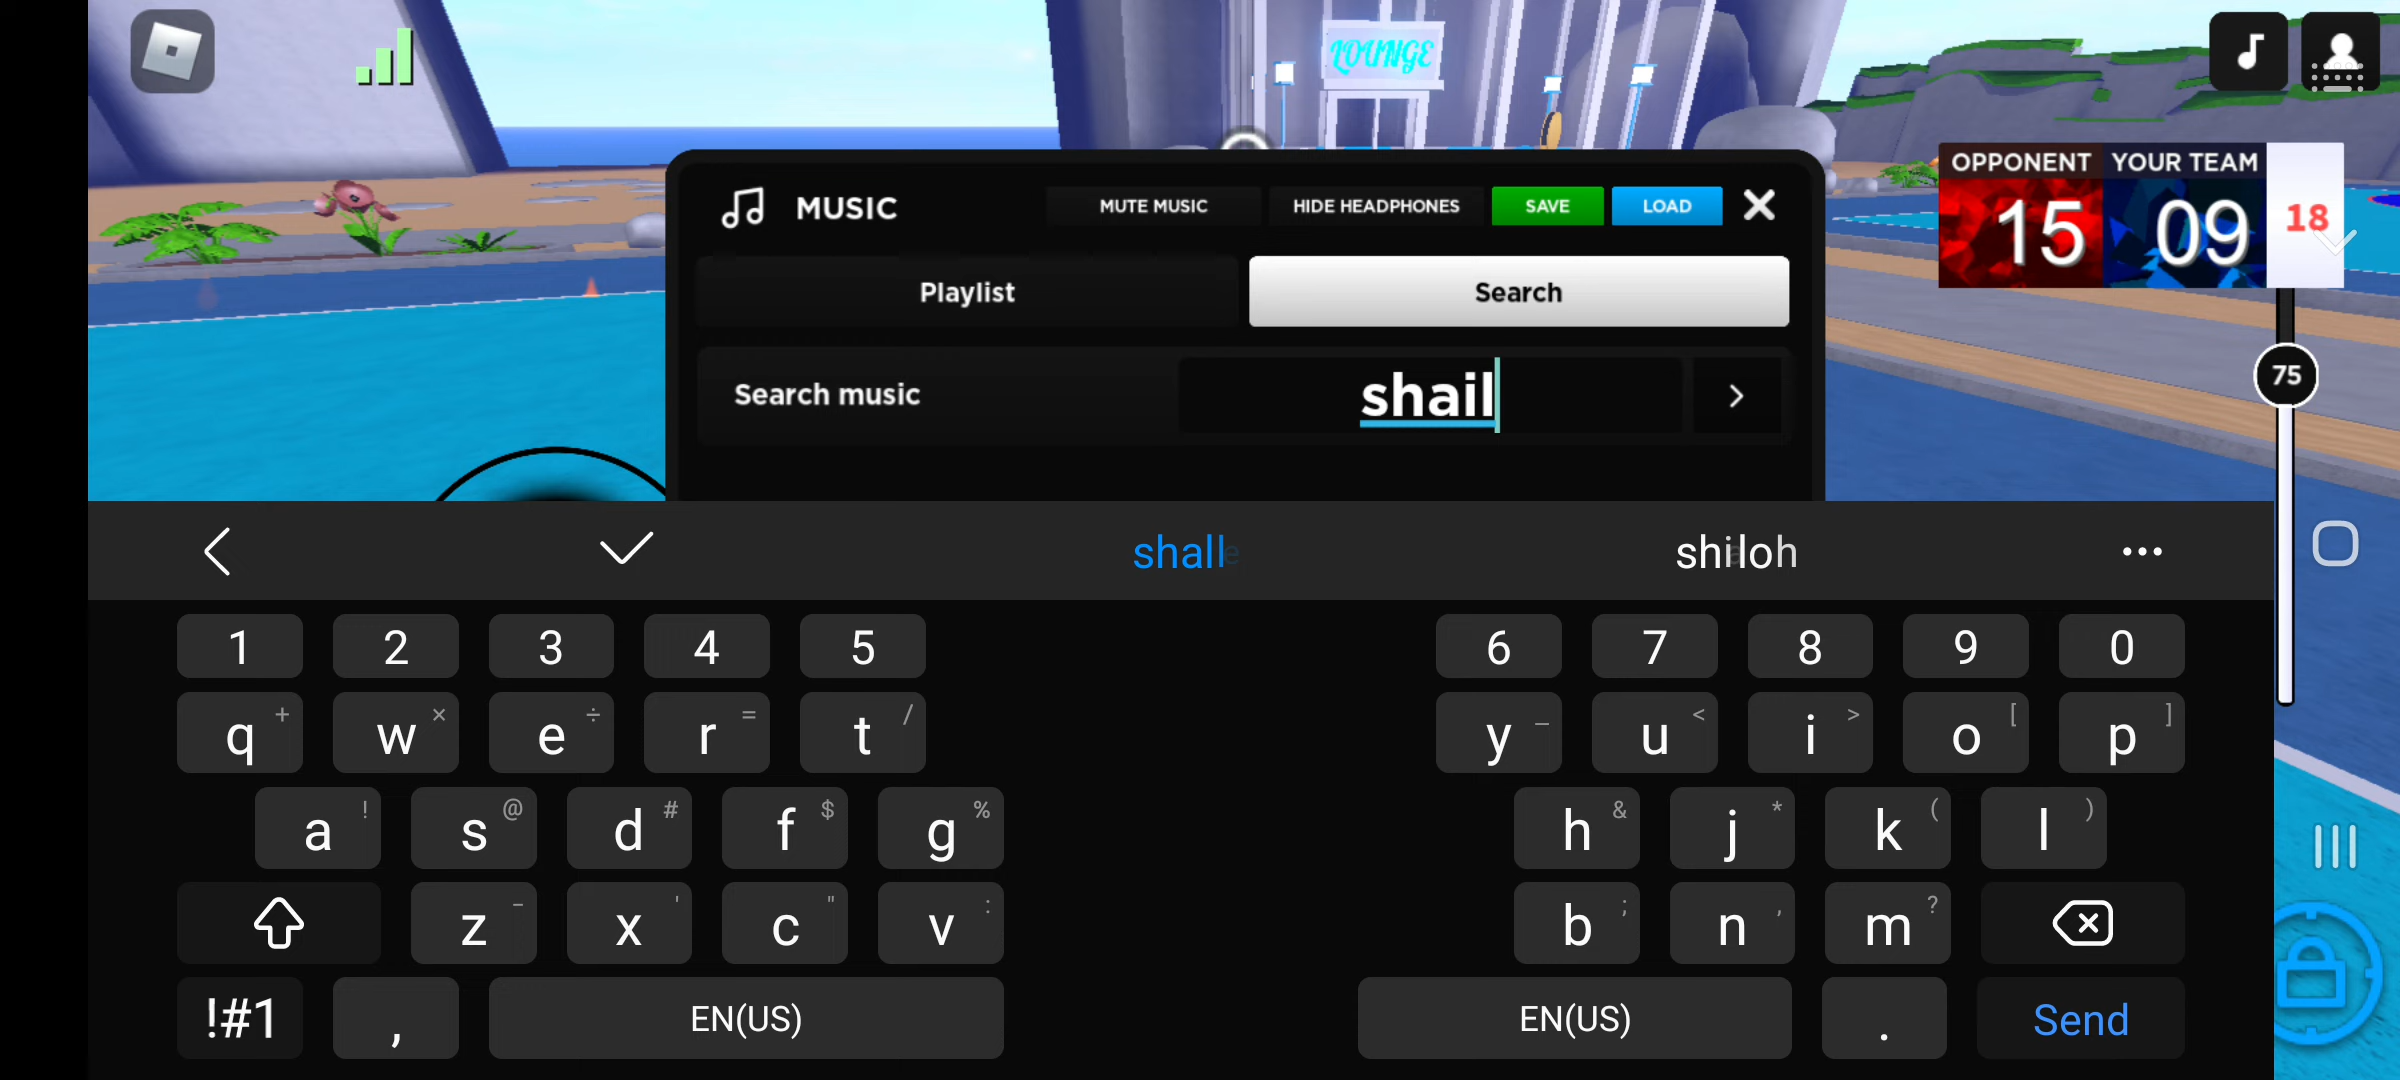 LOUNGE
OPPONENT YOUR TEAM
15 09 18
MUSIC MUTE MUSIC HIDE HEADPHONES SAVE LOAD
Playlist Search
Search music shail
75
shall shiloh
1 2 3 4 5 6 7 8 9 0
q + w × e ÷ r = t / y _ u < i > o [ p ]
a ! s @ d # f $ g % h & j * k ( l )
z - x ' c " v : b ; n , m ?
!#1 , EN(US) EN(US) . Send